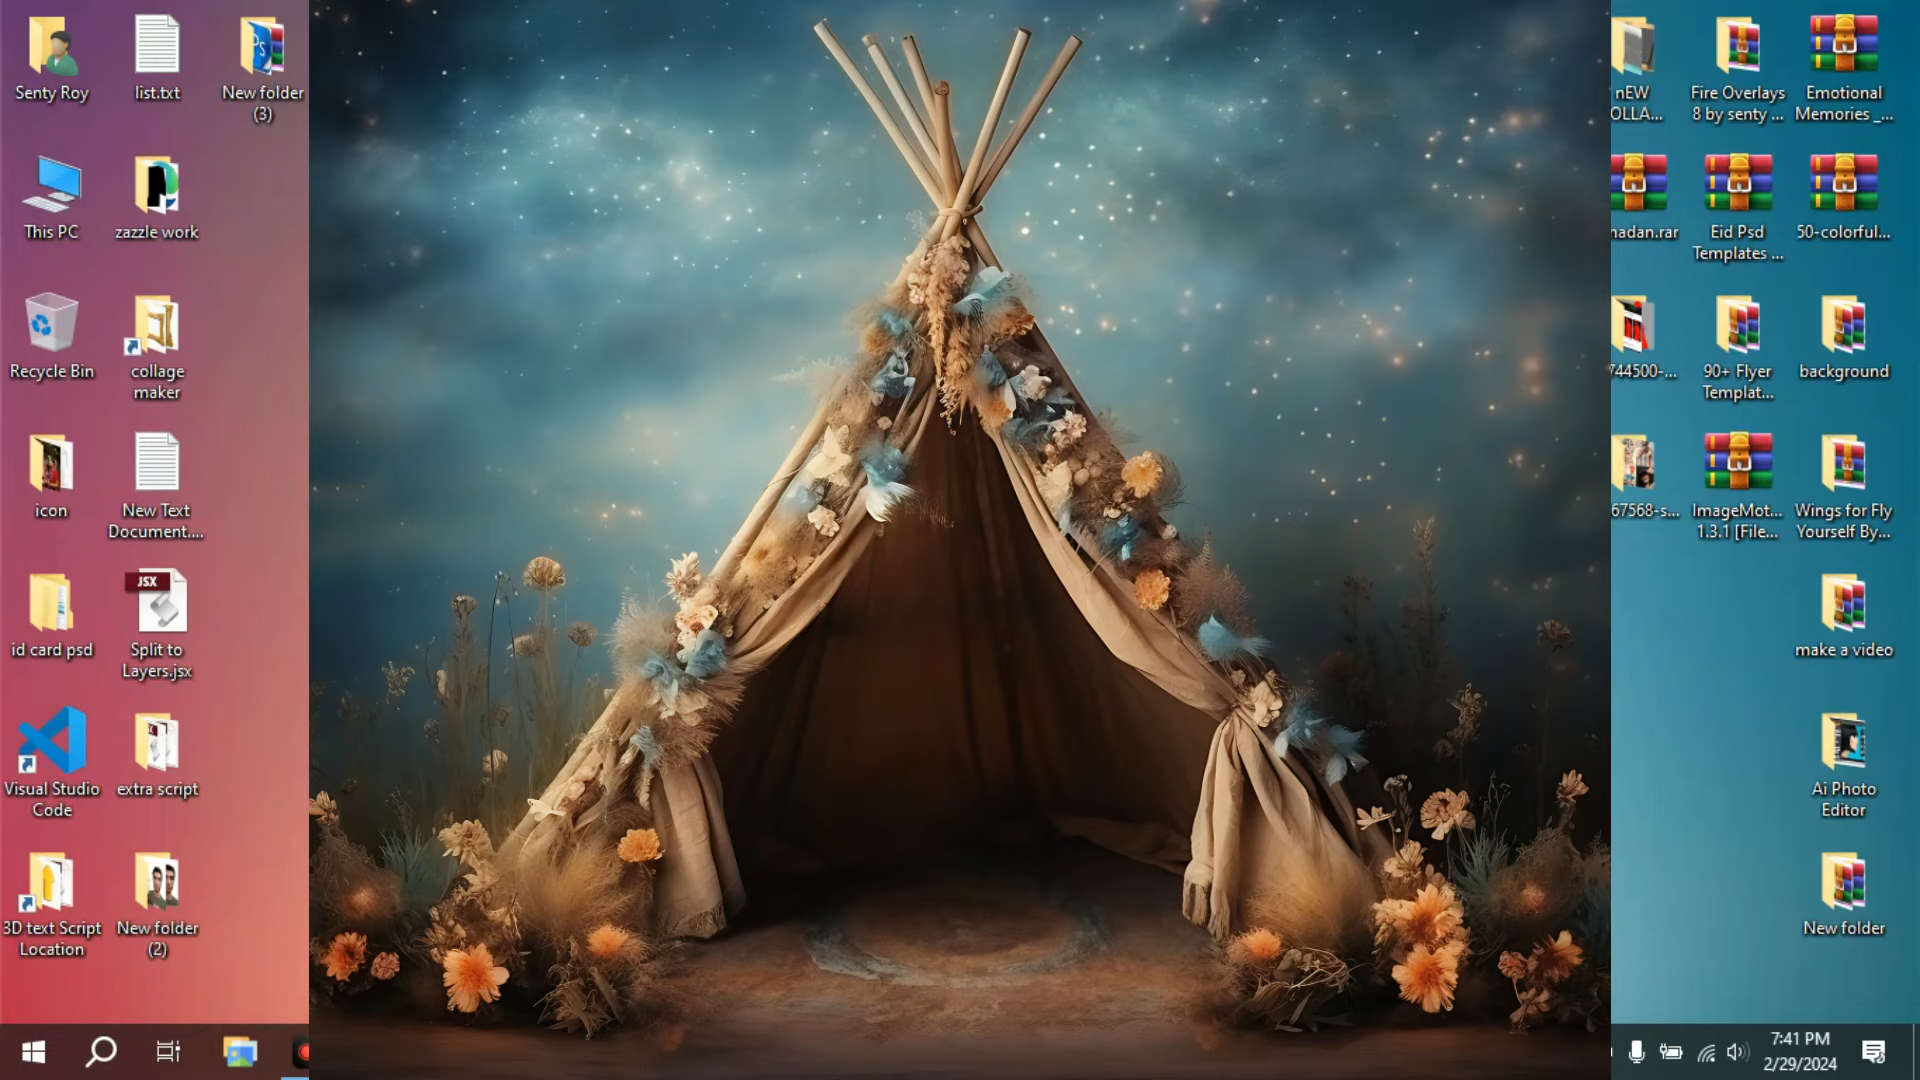 Senty Roy
list.txt
New folder
(3)
This PC
zazzle work
Recycle Bin
collage
maker
icon
New Text
Document....
id card psd
JSX
Split to
Layers.jsx
Visual Studio
Code
extra script
3D text Script
Location
New folder
(2)
nEW
OLLA...
Fire Overlays
8 by senty ...
Emotional
Memories _...
nadan.rar
Eid Psd
Templates ...
50-colorful...
744500-...
90+ Flyer
Templat...
background
67568-s...
ImageMot...
1.3.1 [File...
Wings for Fly
Yourself By...
make a video
Ai Photo
Editor
New folder
7:41 PM
2/29/2024
Ps